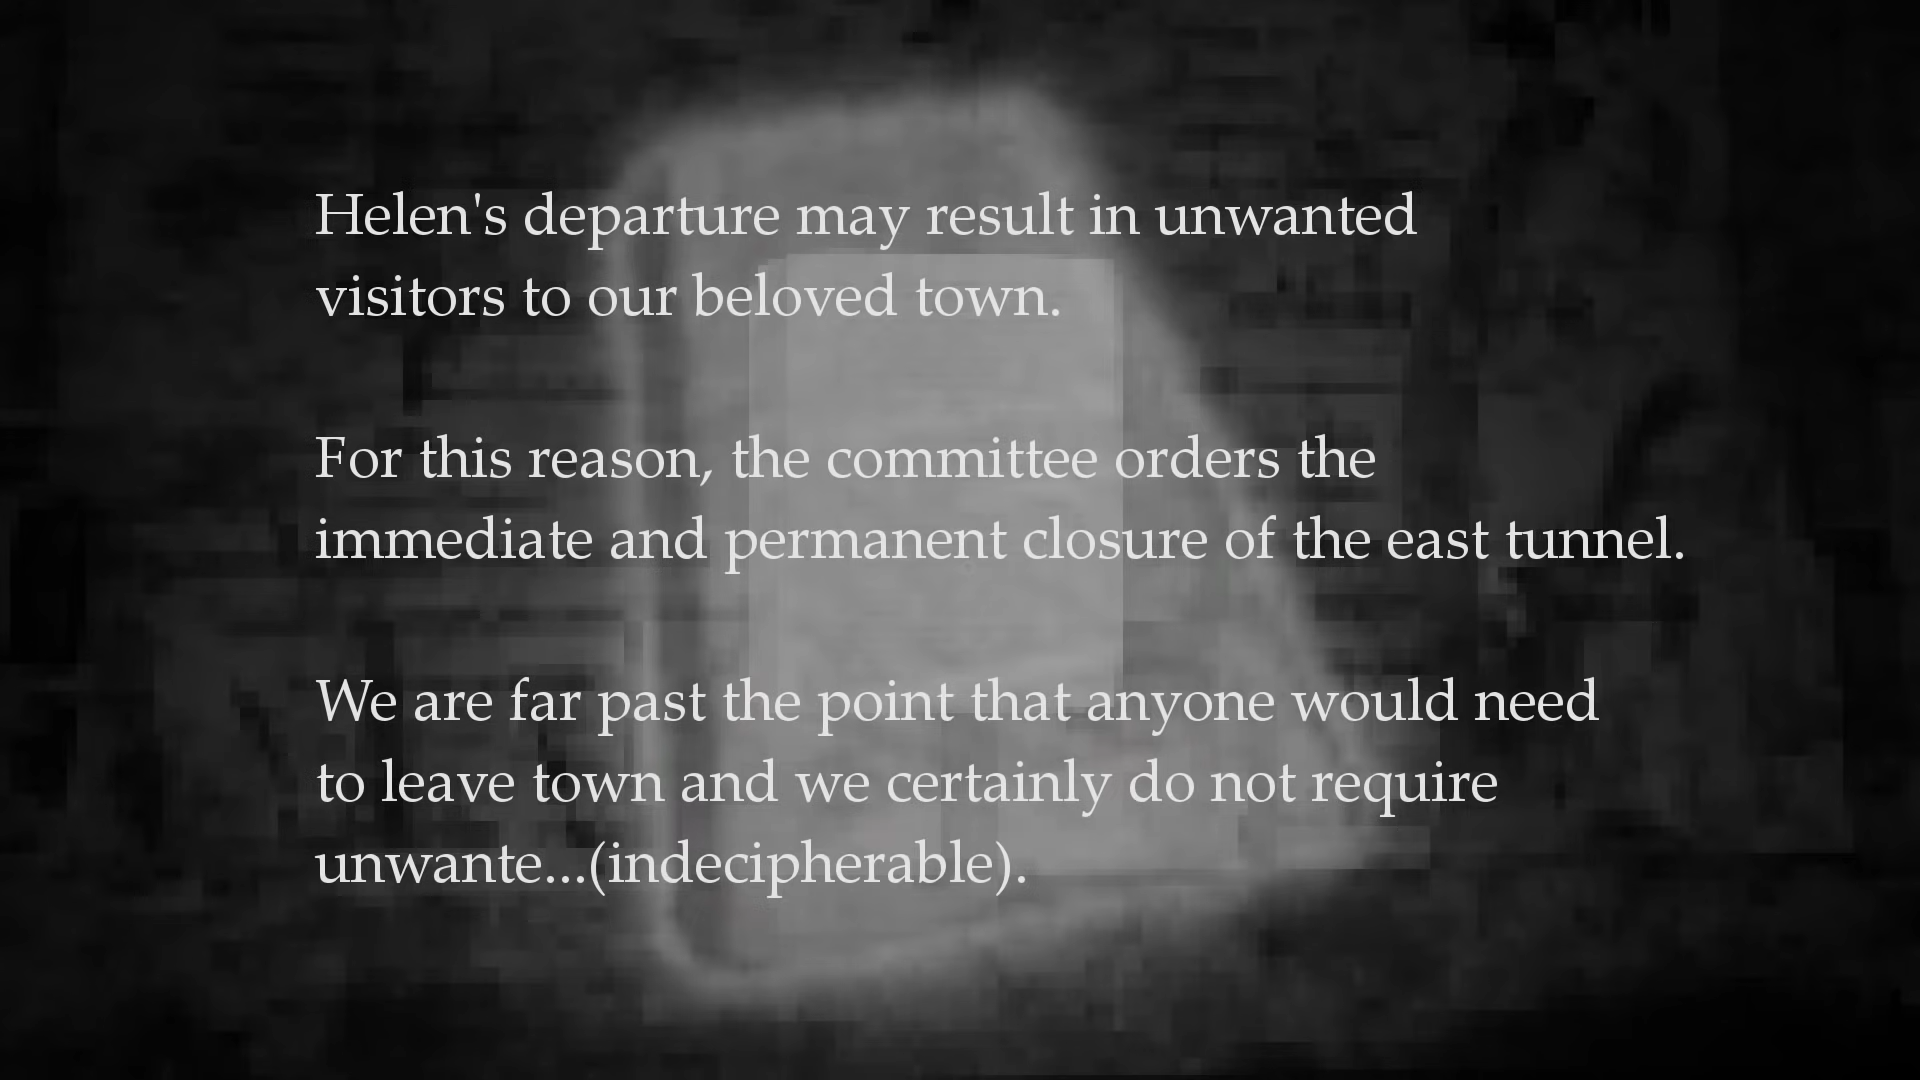 Helen's departure may result in unwanted
visitors to our beloved town.
For this reason, the committee orders the
immediate and permanent closure of the east tunnel.
We are far past the point that anyone would need
to leave town and we certainly do not require
unwante...(indecipherable).